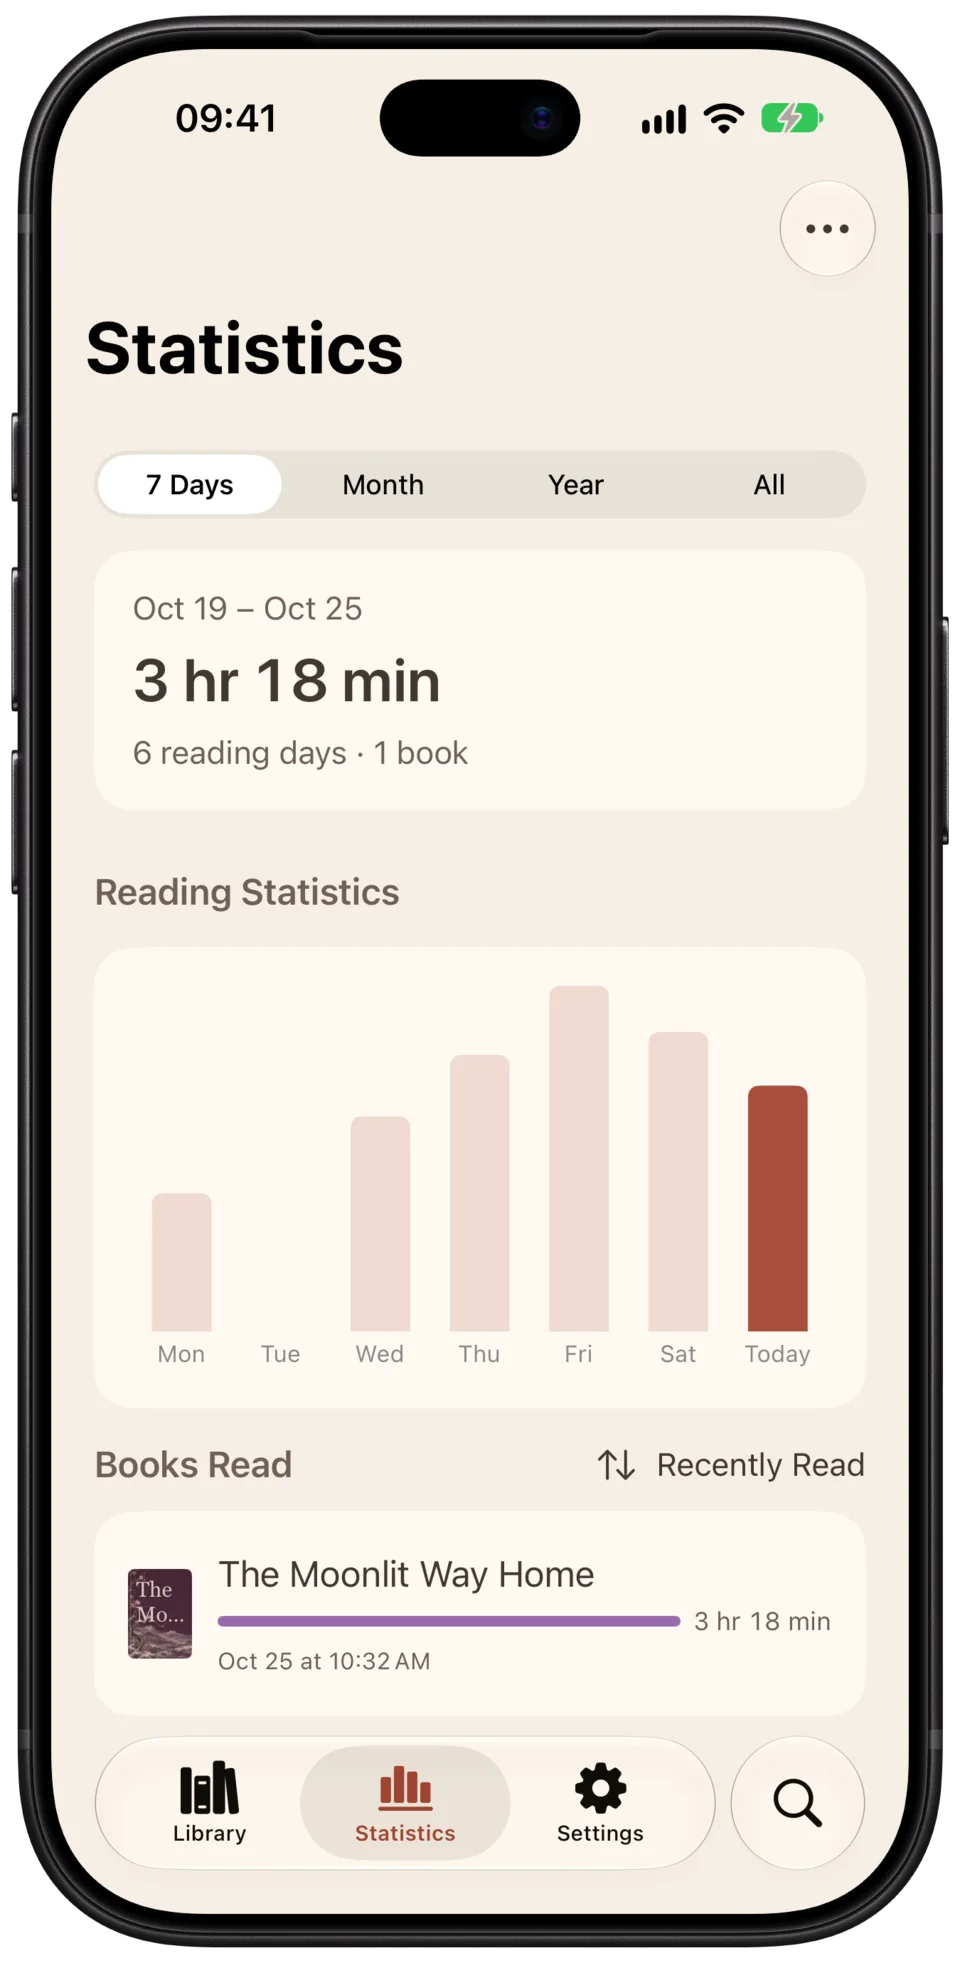 09:41
Statistics
7 Days Month Year All
Oct 19 – Oct 25
3 hr 18 min
6 reading days · 1 book
Reading Statistics
Mon Tue Wed Thu Fri Sat Today
Books Read Recently Read
The
Mo...
The Moonlit Way Home
3 hr 18 min
Oct 25 at 10:32 AM
Library Statistics Settings